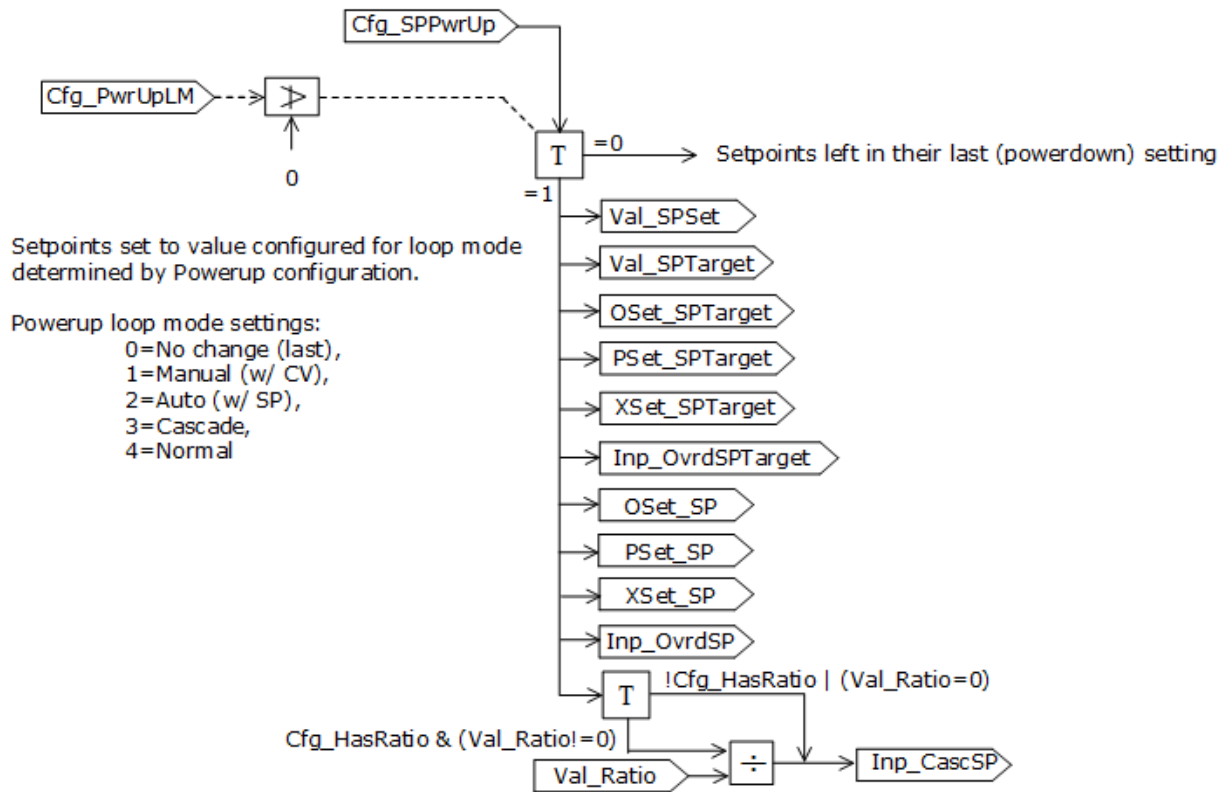 Cfg_SPPwrUp
Cfg_PwrUpLM
>
0
T
=0
Setpoints left in their last (powerdown) setting
=1
Val_SPSet
Setpoints set to value configured for loop mode
determined by Powerup configuration.
Val_SPTarget
OSet_SPTarget
Powerup loop mode settings:
0=No change (last),
1=Manual (w/ CV),
2=Auto (w/ SP),
3=Cascade,
4=Normal
PSet_SPTarget
XSet_SPTarget
Inp_OvrdSPTarget
OSet_SP
PSet_SP
XSet_SP
Inp_OvrdSP
T
!Cfg_HasRatio | (Val_Ratio=0)
Cfg_HasRatio & (Val_Ratio!=0)
÷
Inp_CascSP
Val_Ratio